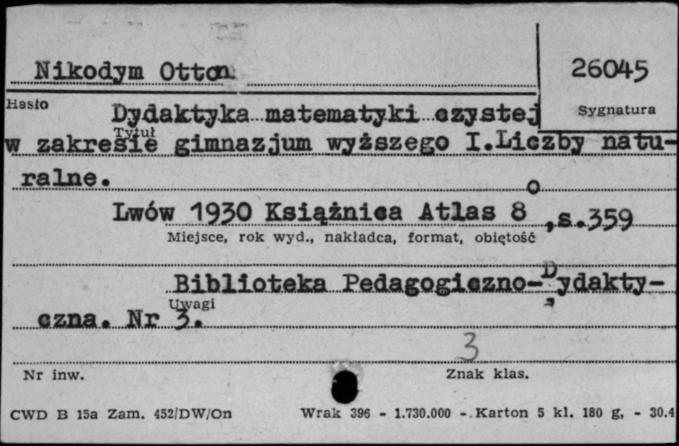 Nikodym Otton
26045
Hasło
Sygnatura
Dydaktyka matematyki czystej
Tytuł
w zakresie gimnazjum wyższego I.Liczby natu-
ralne.
Lwów 1930 Książnica Atlas 8o,s.359
Miejsce, rok wyd., nakładca, format, objętość
Biblioteka Pedagogiczno-Dydakty-
Uwagi
czna. Nr 3.
3
Nr inw.
Znak klas.
CWD B 15a Zam. 452/DW/On
Wrak 396 - 1.730.000 - Karton 5 kl. 180 g. - 30.4